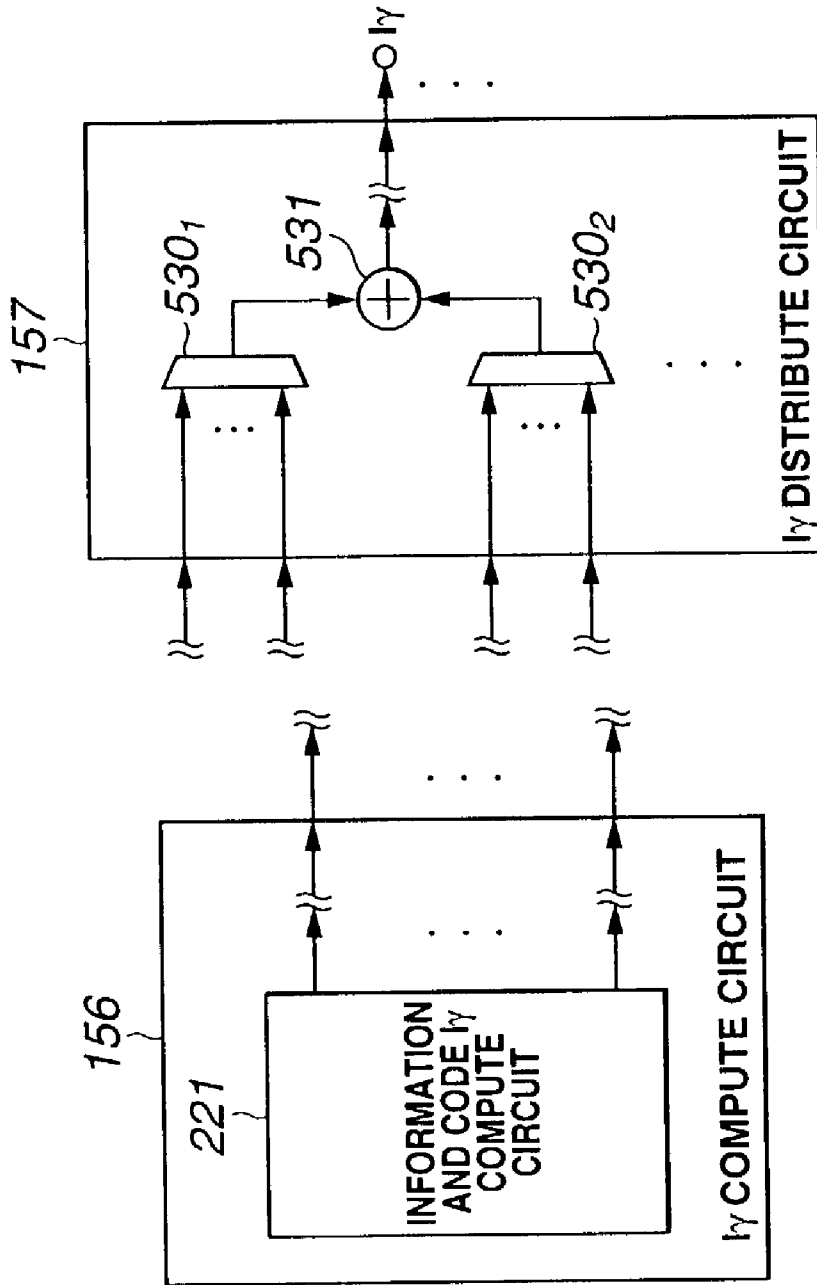 156
221
INFORMATION
AND CODE Iγ
COMPUTE
CIRCUIT
. . .
. . .
Iγ COMPUTE CIRCUIT
157
530₁
...
531
530₂
...
. . .
Iγ DISTRIBUTE CIRCUIT
Iγ
. . .